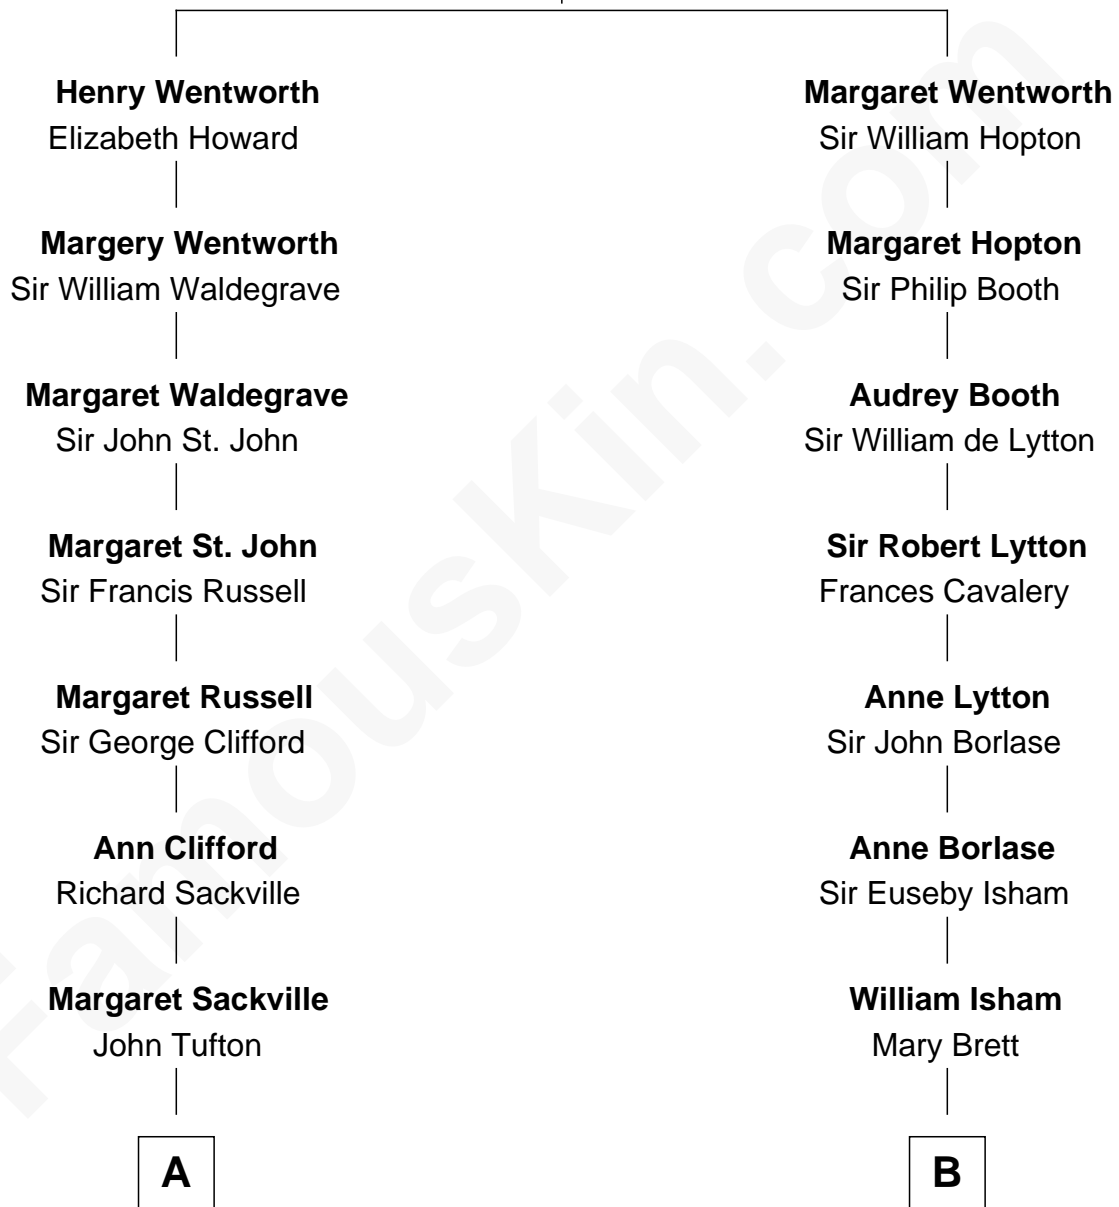 Henry Wentworth
Elizabeth Howard
Margery Wentworth
Sir William Waldegrave
Margaret Waldegrave
Sir John St. John
Margaret St. John
Sir Francis Russell
Margaret Russell
Sir George Clifford
Ann Clifford
Richard Sackville
Margaret Sackville
John Tufton
A
Margaret Wentworth
Sir William Hopton
Margaret Hopton
Sir Philip Booth
Audrey Booth
Sir William de Lytton
Sir Robert Lytton
Frances Cavalery
Anne Lytton
Sir John Borlase
Anne Borlase
Sir Euseby Isham
William Isham
Mary Brett
B
FamousKin.com